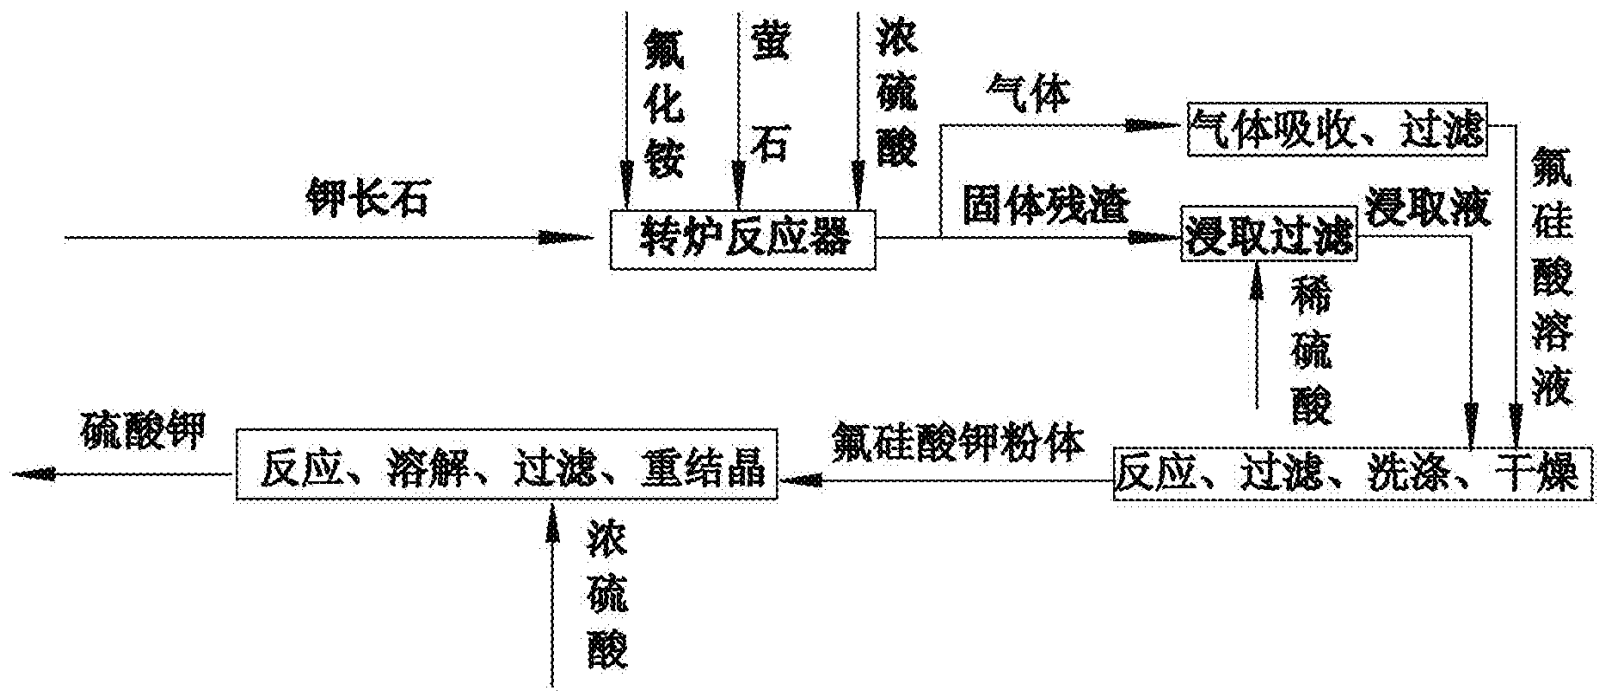 氟化铵
萤石
浓硫酸
气体
气体吸收、过滤
钾长石
转炉反应器
固体残渣
浸取过滤
浸取液
氟硅酸溶液
稀硫酸
硫酸钾
反应、溶解、过滤、重结晶
氟硅酸钾粉体
反应、过滤、洗涤、干燥
浓硫酸